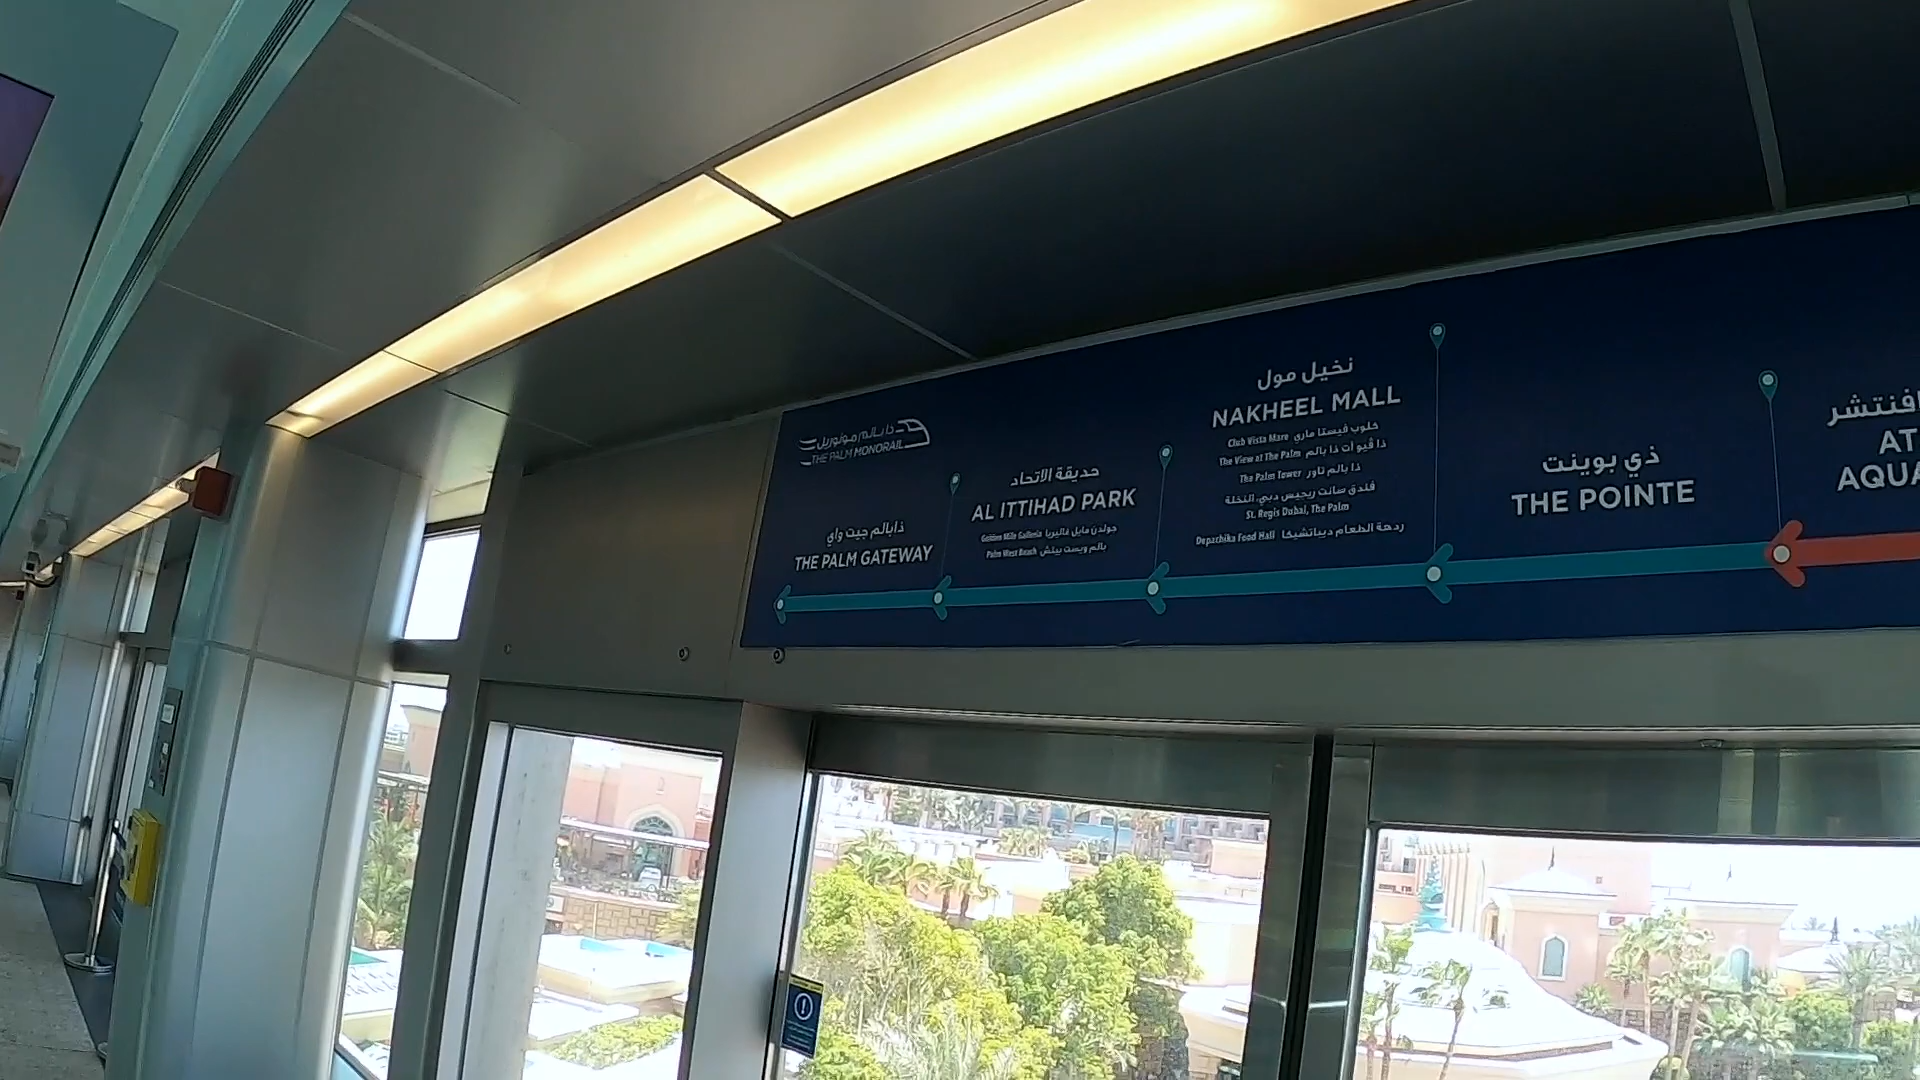 ذا بالم مونوريل
THE PALM MONORAIL
ذا بالم جيت واي
THE PALM GATEWAY
حديقة الاتحاد
AL ITTIHAD PARK
Golden Mile Galleria جولدن مايل غاليريا
Palm West Beach بالم ويست بيتش
نخيل مول
NAKHEEL MALL
Club Vista Mare كلوب فيستا ماري
The View at The Palm ذا ڤيو أت ذا بالم
The Palm Tower ذا بالم تاور
فندق سانت ريجيس دبي، النخلة
St. Regis Dubai, The Palm
Depachika Food Hall ردهة الطعام ديباتشيكا
ذي بوينت
THE POINTE
AT
AQUA